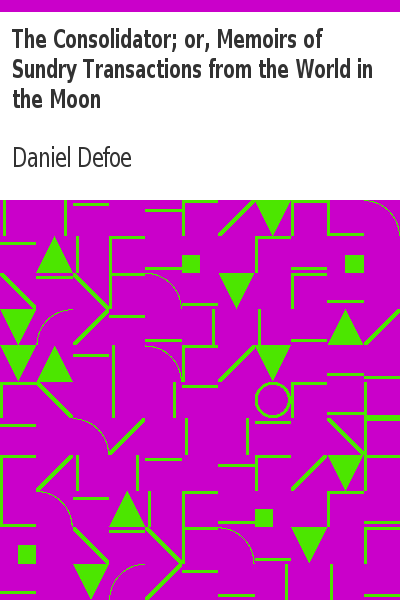 The Consolidator; or, Memoirs of
Sundry Transactions from the World in
the Moon
Daniel Defoe